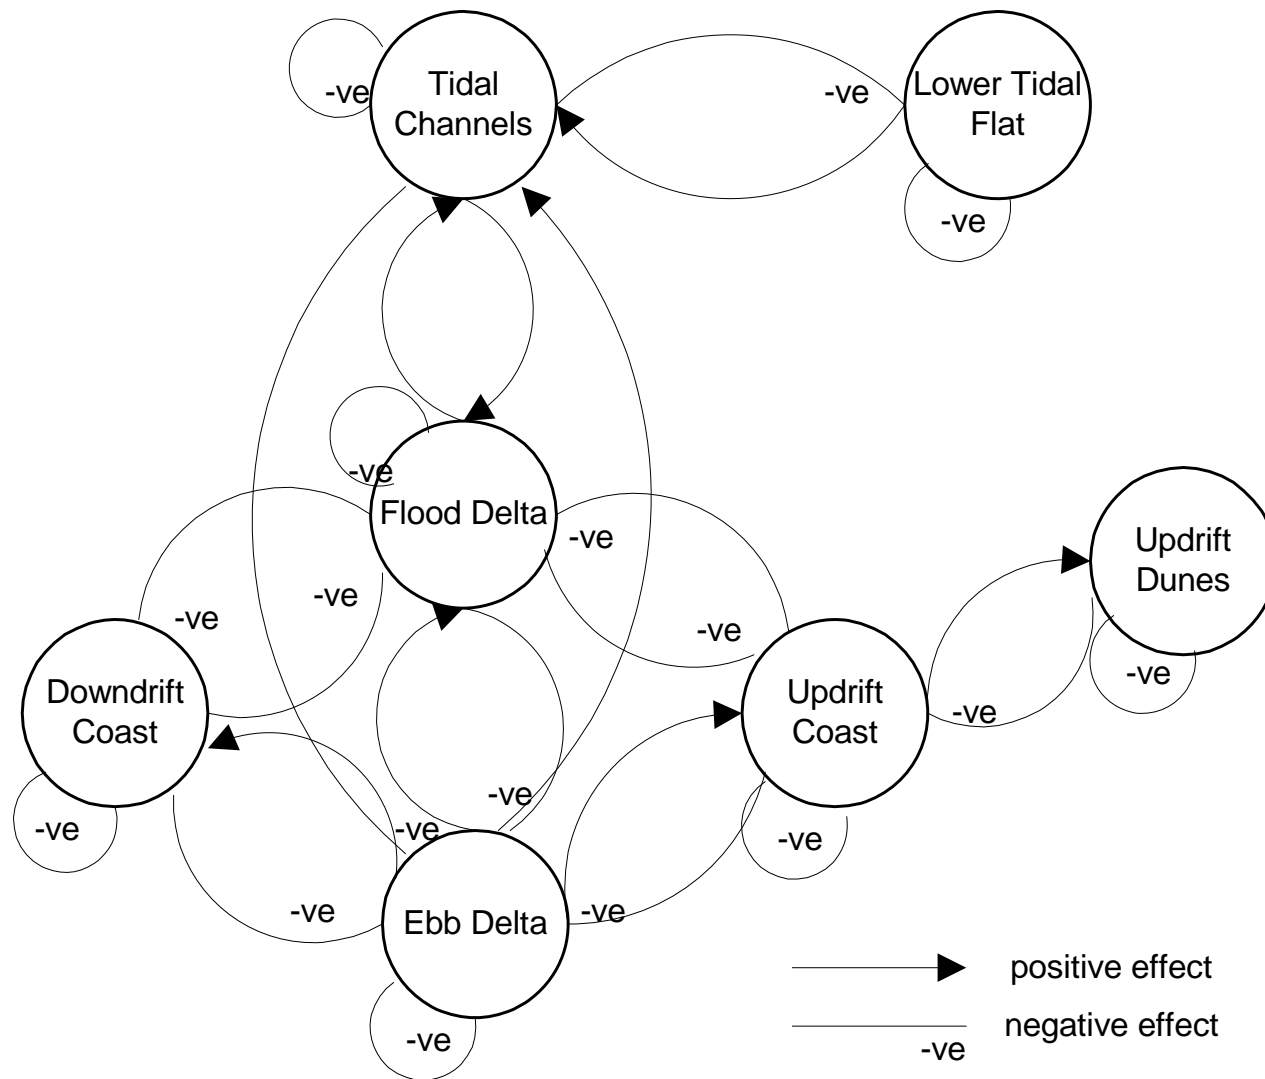 Tidal
Channels
-ve
-ve
Lower Tidal
Flat
-ve
-ve
Flood Delta
-ve
-ve
-ve
-ve
Updrift
Dunes
-ve
Downdrift
Coast
-ve
Updrift
Coast
-ve
-ve
-ve
-ve
-ve
-ve
Ebb Delta
-ve
-ve
positive effect
negative effect
-ve